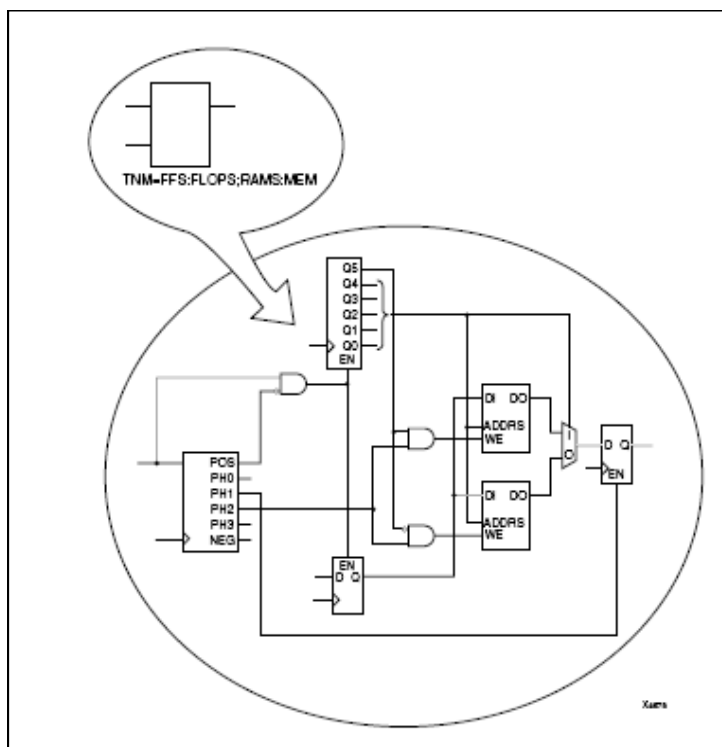 TNM=FFS:FLOPS;RAMS:MEM
Q5
Q4
Q3
Q2
Q1
Q0
EN
DI DO
ADDRS
WE
I
O
D Q
EN
POS
PH0
PH1
PH2
PH3
NEG
DI DO
ADDRS
WE
EN
D Q